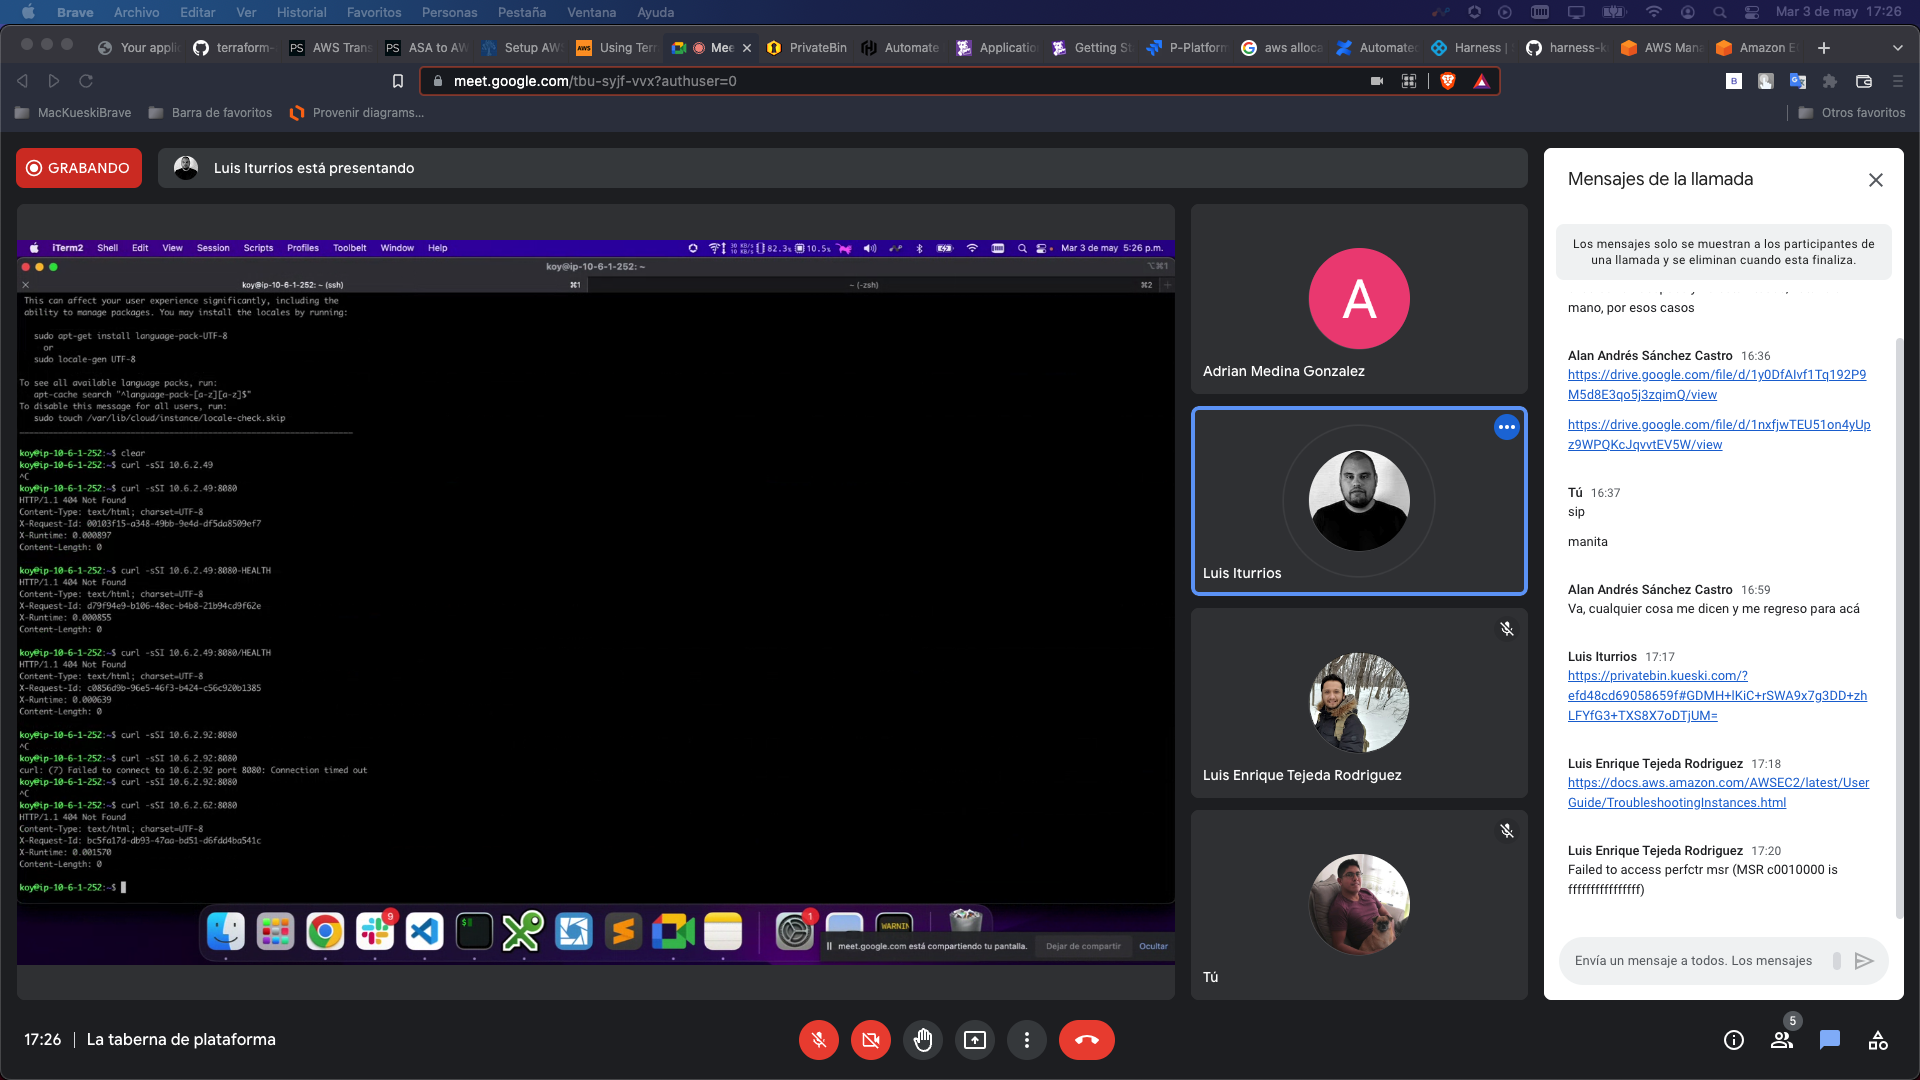 Brave Archivo Editar Ver Historial Favoritos Personas Pestaña Ventana Ayuda Mar 3 de may 17:26
Your appli terraform- AWS Tran ASA to AW Setup AW Using Terr Mee PrivateBin Automate Applicatio Getting St P-Platform aws alloca Automated Harness | harness-k AWS Man Amazon E
meet.google.com/tbu-syjf-vvx?authuser=0
MacKueskiBrave Barra de favoritos Provenir diagrams... Otros favoritos
GRABANDO
Luis Iturrios está presentando
iTerm2 Shell Edit View Session Scripts Profiles Toolbelt Window Help 82.3% 10.5% Mar 3 de may 5:26 p.m.
koy@ip-10-6-1-252: ~ ⌥⌘1
koy@ip-10-6-1-252: ~ (ssh) ⌘1 ~ (-zsh) ⌘2
This can affect your user experience significantly, including the
ability to manage packages. You may install the locales by running:
sudo apt-get install language-pack-UTF-8
or
sudo locale-gen UTF-8
To see all available language packs, run:
apt-cache search "^language-pack-[a-z][a-z]$"
To disable this message for all users, run:
sudo touch /var/lib/cloud/instance/locale-check.skip
koy@ip-10-6-1-252:~$ clear
koy@ip-10-6-1-252:~$ curl -sSI 10.6.2.49
^C
koy@ip-10-6-1-252:~$ curl -sSI 10.6.2.49:8080
HTTP/1.1 404 Not Found
Content-Type: text/html; charset=UTF-8
X-Request-Id: 00103f15-a348-49bb-9e4d-df5da8509ef7
X-Runtime: 0.000897
Content-Length: 0
koy@ip-10-6-1-252:~$ curl -sSI 10.6.2.49:8080-HEALTH
HTTP/1.1 404 Not Found
Content-Type: text/html; charset=UTF-8
X-Request-Id: d79f94e9-b106-48ec-b4b8-21b94cd9f62e
X-Runtime: 0.000855
Content-Length: 0
koy@ip-10-6-1-252:~$ curl -sSI 10.6.2.49:8080/HEALTH
HTTP/1.1 404 Not Found
Content-Type: text/html; charset=UTF-8
X-Request-Id: c0856d9b-96e5-46f3-b424-c56c920b1385
X-Runtime: 0.000639
Content-Length: 0
koy@ip-10-6-1-252:~$ curl -sSI 10.6.2.92:8080
^C
koy@ip-10-6-1-252:~$ curl -sSI 10.6.2.92:8080
curl: (7) Failed to connect to 10.6.2.92 port 8080: Connection timed out
koy@ip-10-6-1-252:~$ curl -sSI 10.6.2.92:8080
^C
koy@ip-10-6-1-252:~$ curl -sSI 10.6.2.62:8080
HTTP/1.1 404 Not Found
Content-Type: text/html; charset=UTF-8
X-Request-Id: bc5fa17d-db93-47aa-bd51-d6fdd4ba541c
X-Runtime: 0.001570
Content-Length: 0
koy@ip-10-6-1-252:~$
9 1 WARNIN
meet.google.com está compartiendo tu pantalla. Dejar de compartir Ocultar
A
Adrian Medina Gonzalez
Luis Iturrios
Luis Enrique Tejeda Rodriguez
Tú
Mensajes de la llamada
Los mensajes solo se muestran a los participantes de
una llamada y se eliminan cuando esta finaliza.
mano, por esos casos
Alan Andrés Sánchez Castro 16:36
https://drive.google.com/file/d/1y0DfAIvf1Tq192P9
M5d8E3qo5j3zqimQ/view
https://drive.google.com/file/d/1nxfjwTEU51on4yUp
z9WPQKcJqvvtEV5W/view
Tú 16:37
sip
manita
Alan Andrés Sánchez Castro 16:59
Va, cualquier cosa me dicen y me regreso para acá
Luis Iturrios 17:17
https://privatebin.kueski.com/?
efd48cd69058659f#GDMH+lKiC+rSWA9x7g3DD+zh
LFYfG3+TXS8X7oDTjUM=
Luis Enrique Tejeda Rodriguez 17:18
https://docs.aws.amazon.com/AWSEC2/latest/User
Guide/TroubleshootingInstances.html
Luis Enrique Tejeda Rodriguez 17:20
Failed to access perfctr msr (MSR c0010000 is
ffffffffffffffff)
Envía un mensaje a todos. Los mensajes
17:26 | La taberna de plataforma
5